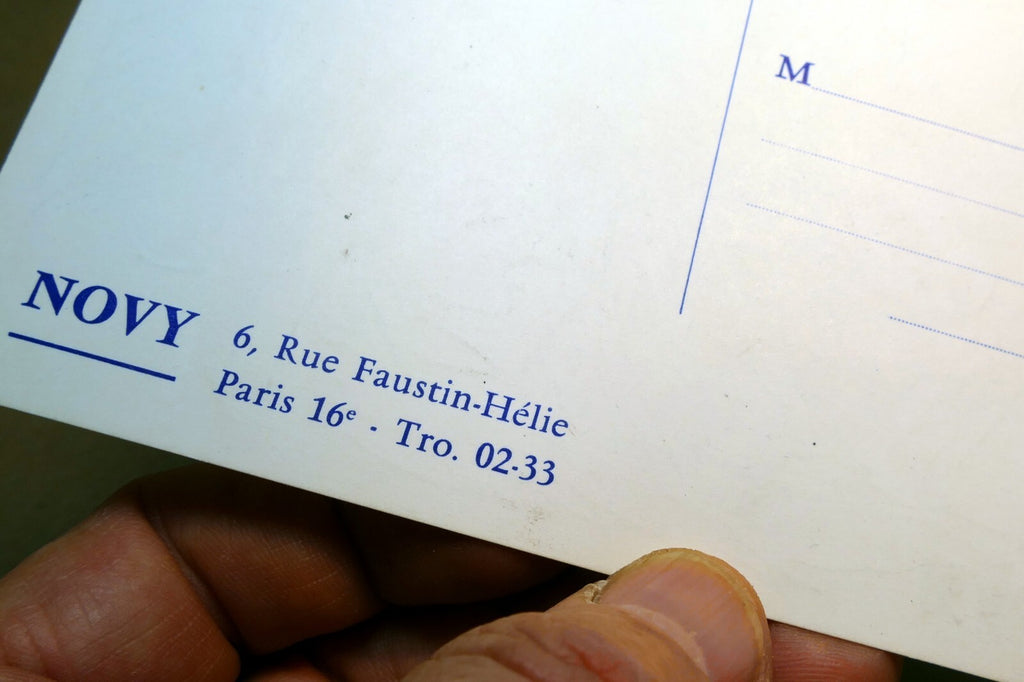 M
NOVY
6, Rue Faustin-Hélie
Paris 16e . Tro. 02-33